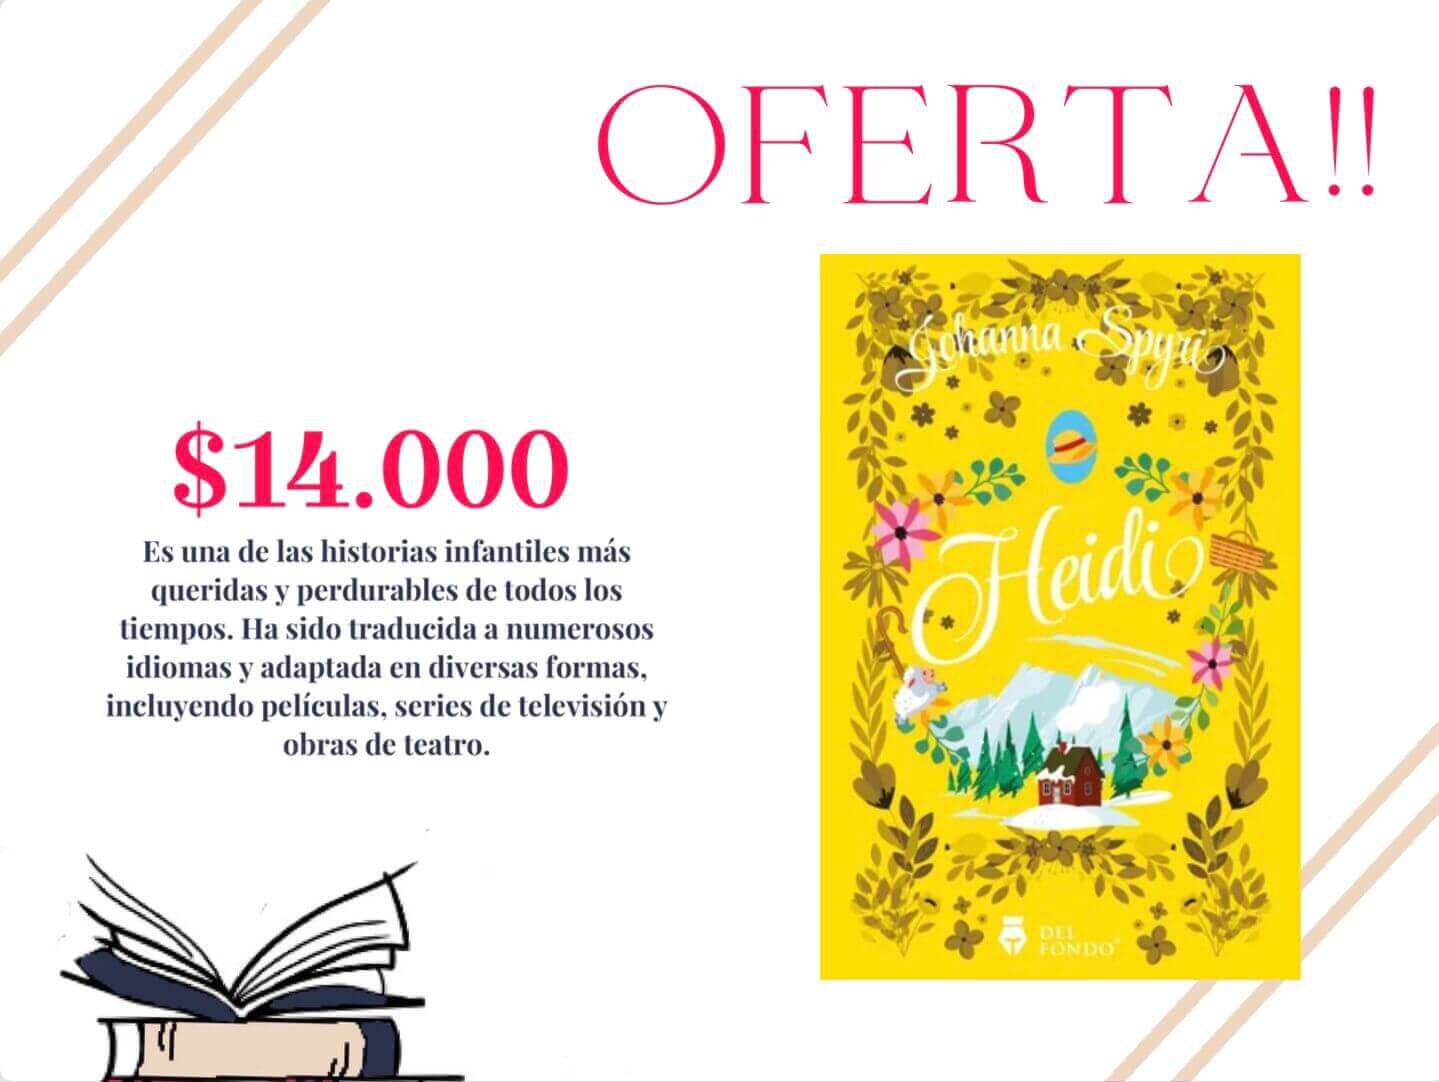 OFERTA!!
$14.000
Es una de las historias infantiles más
queridas y perdurables de todos los
tiempos. Ha sido traducida a numerosos
idiomas y adaptada en diversas formas,
incluyendo películas, series de televisión y
obras de teatro.
Johanna Spyri
Heidi
DEL
FONDO